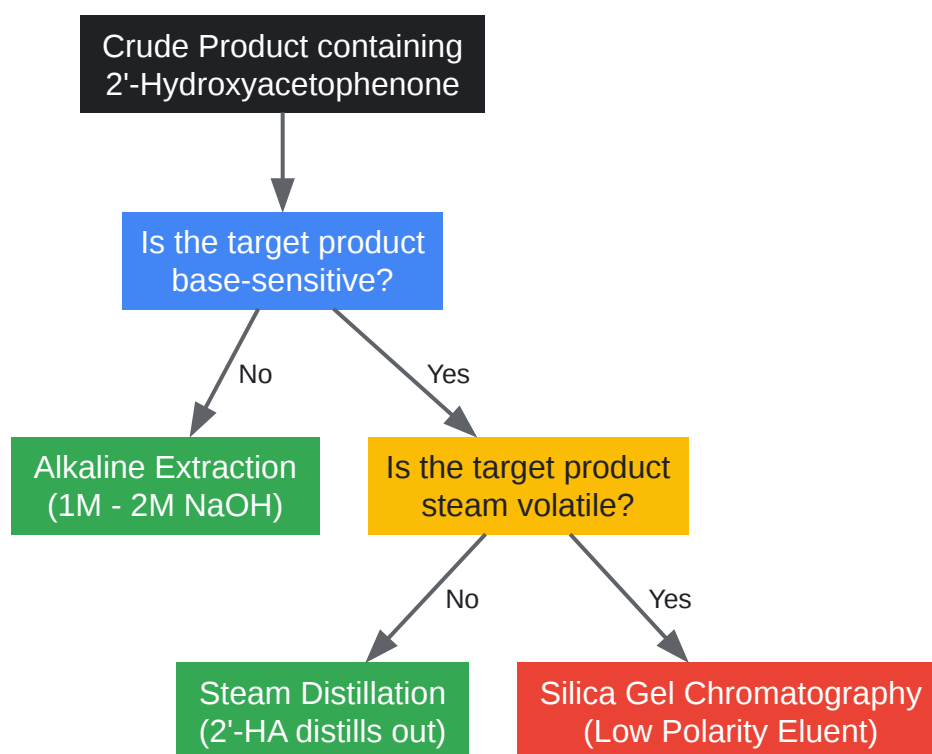 Crude Product containing
2'-Hydroxyacetophenone
Is the target product
base-sensitive?
No
Yes
Alkaline Extraction
(1M - 2M NaOH)
Is the target product
steam volatile?
No
Yes
Steam Distillation
(2'-HA distills out)
Silica Gel Chromatography
(Low Polarity Eluent)